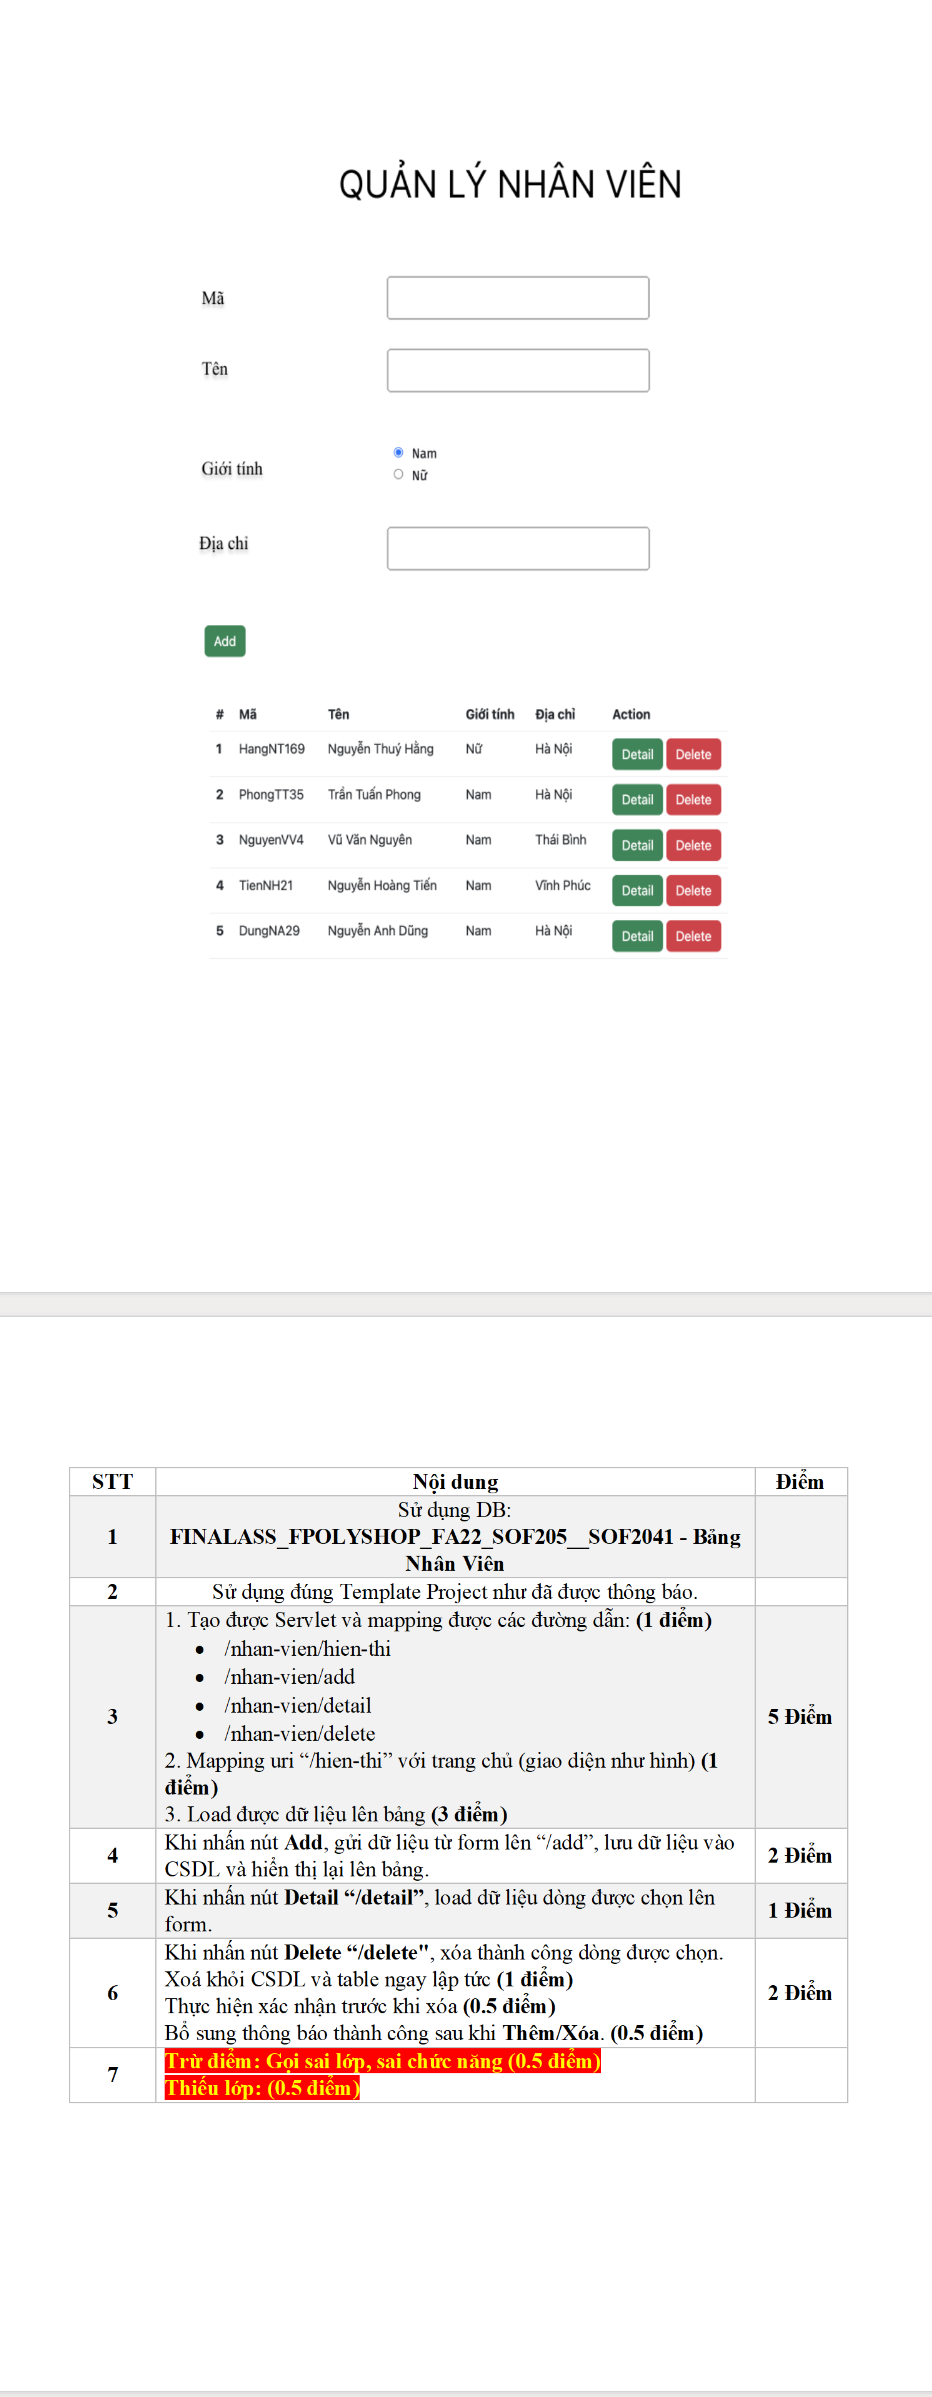 QUẢN LÝ NHÂN VIÊN
Mã
Tên
Nam
Giới tính
Nữ
Địa chỉ
Add
# Mã Tên Giới tính Địa chỉ Action
1 HangNT169 Nguyễn Thuý Hằng Nữ Hà Nội Detail Delete
2 PhongTT35 Trần Tuấn Phong Nam Hà Nội Detail Delete
3 NguyenVV4 Vũ Văn Nguyên Nam Thái Bình Detail Delete
4 TienNH21 Nguyễn Hoàng Tiến Nam Vĩnh Phúc Detail Delete
5 DungNA29 Nguyễn Anh Dũng Nam Hà Nội Detail Delete
STT Nội dung Điểm
Sử dụng DB:
1 FINALASS_FPOLYSHOP_FA22_SOF205__SOF2041 - Bảng
Nhân Viên
2 Sử dụng đúng Template Project như đã được thông báo.
1. Tạo được Servlet và mapping được các đường dẫn: (1 điểm)
• /nhan-vien/hien-thi
• /nhan-vien/add
• /nhan-vien/detail
3 5 Điểm
• /nhan-vien/delete
2. Mapping uri “/hien-thi” với trang chủ (giao diện như hình) (1
điểm)
3. Load được dữ liệu lên bảng (3 điểm)
Khi nhấn nút Add, gửi dữ liệu từ form lên “/add”, lưu dữ liệu vào
4 2 Điểm
CSDL và hiển thị lại lên bảng.
Khi nhấn nút Detail “/detail”, load dữ liệu dòng được chọn lên
5 1 Điểm
form.
Khi nhấn nút Delete “/delete", xóa thành công dòng được chọn.
Xoá khỏi CSDL và table ngay lập tức (1 điểm)
6 2 Điểm
Thực hiện xác nhận trước khi xóa (0.5 điểm)
Bổ sung thông báo thành công sau khi Thêm/Xóa. (0.5 điểm)
Trừ điểm: Gọi sai lớp, sai chức năng (0.5 điểm)
7
Thiếu lớp: (0.5 điểm)